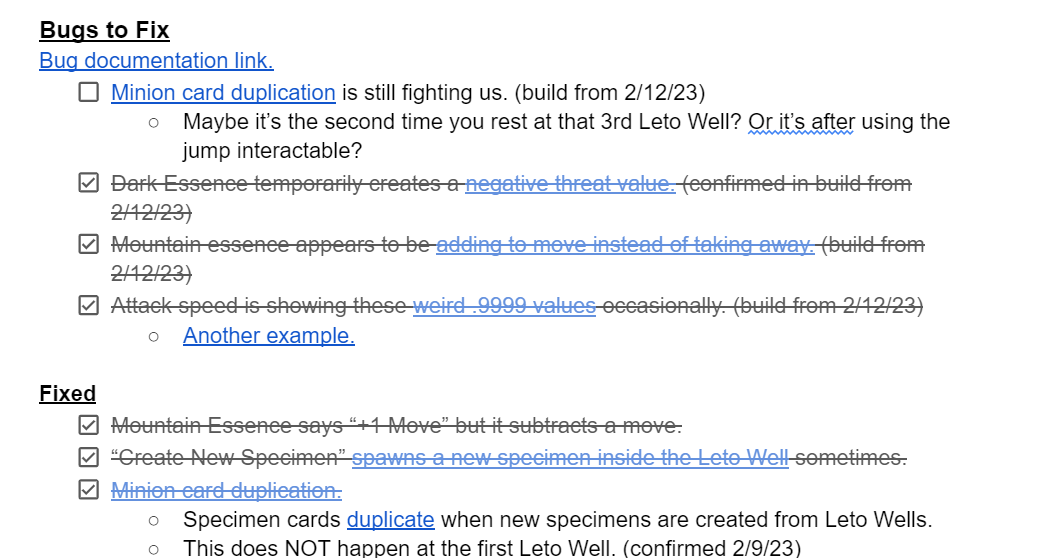 Bugs to Fix
Bug documentation link.
Minion card duplication is still fighting us. (build from 2/12/23)
Maybe it’s the second time you rest at that 3rd Leto Well? Or it’s after using the
jump interactable?
Dark Essence temporarily creates a negative threat value. (confirmed in build from
2/12/23)
Mountain essence appears to be adding to move instead of taking away. (build from
2/12/23)
Attack speed is showing these weird .9999 values occasionally. (build from 2/12/23)
Another example.
Fixed
Mountain Essence says “+1 Move” but it subtracts a move.
“Create New Specimen” spawns a new specimen inside the Leto Well sometimes.
Minion card duplication.
Specimen cards duplicate when new specimens are created from Leto Wells.
This does NOT happen at the first Leto Well. (confirmed 2/9/23)